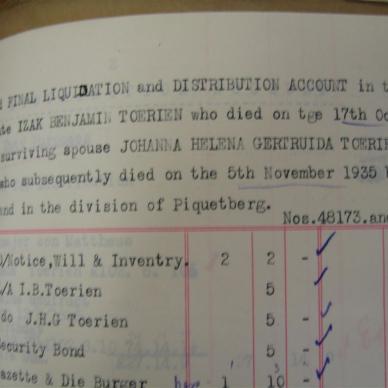 FINAL LIQUIDATION and DISTRIBUTION ACCOUNT in t
te IZAK BENJAMIN TOERIEN who died on tge 17th Oc
surviving spouse JOHANNA HELENA GERTRUIDA TOERI
who subsequently died on the 5th November 1935
and in the division of Piquetberg.
Nos.48173.and
/Notice,Will & Inventry. 2 2 -
/A I.B.Toerien 5
do J.H.G Toerien 5 -
ecurity Bond 5 -
azette & Die Burger 1 10 -